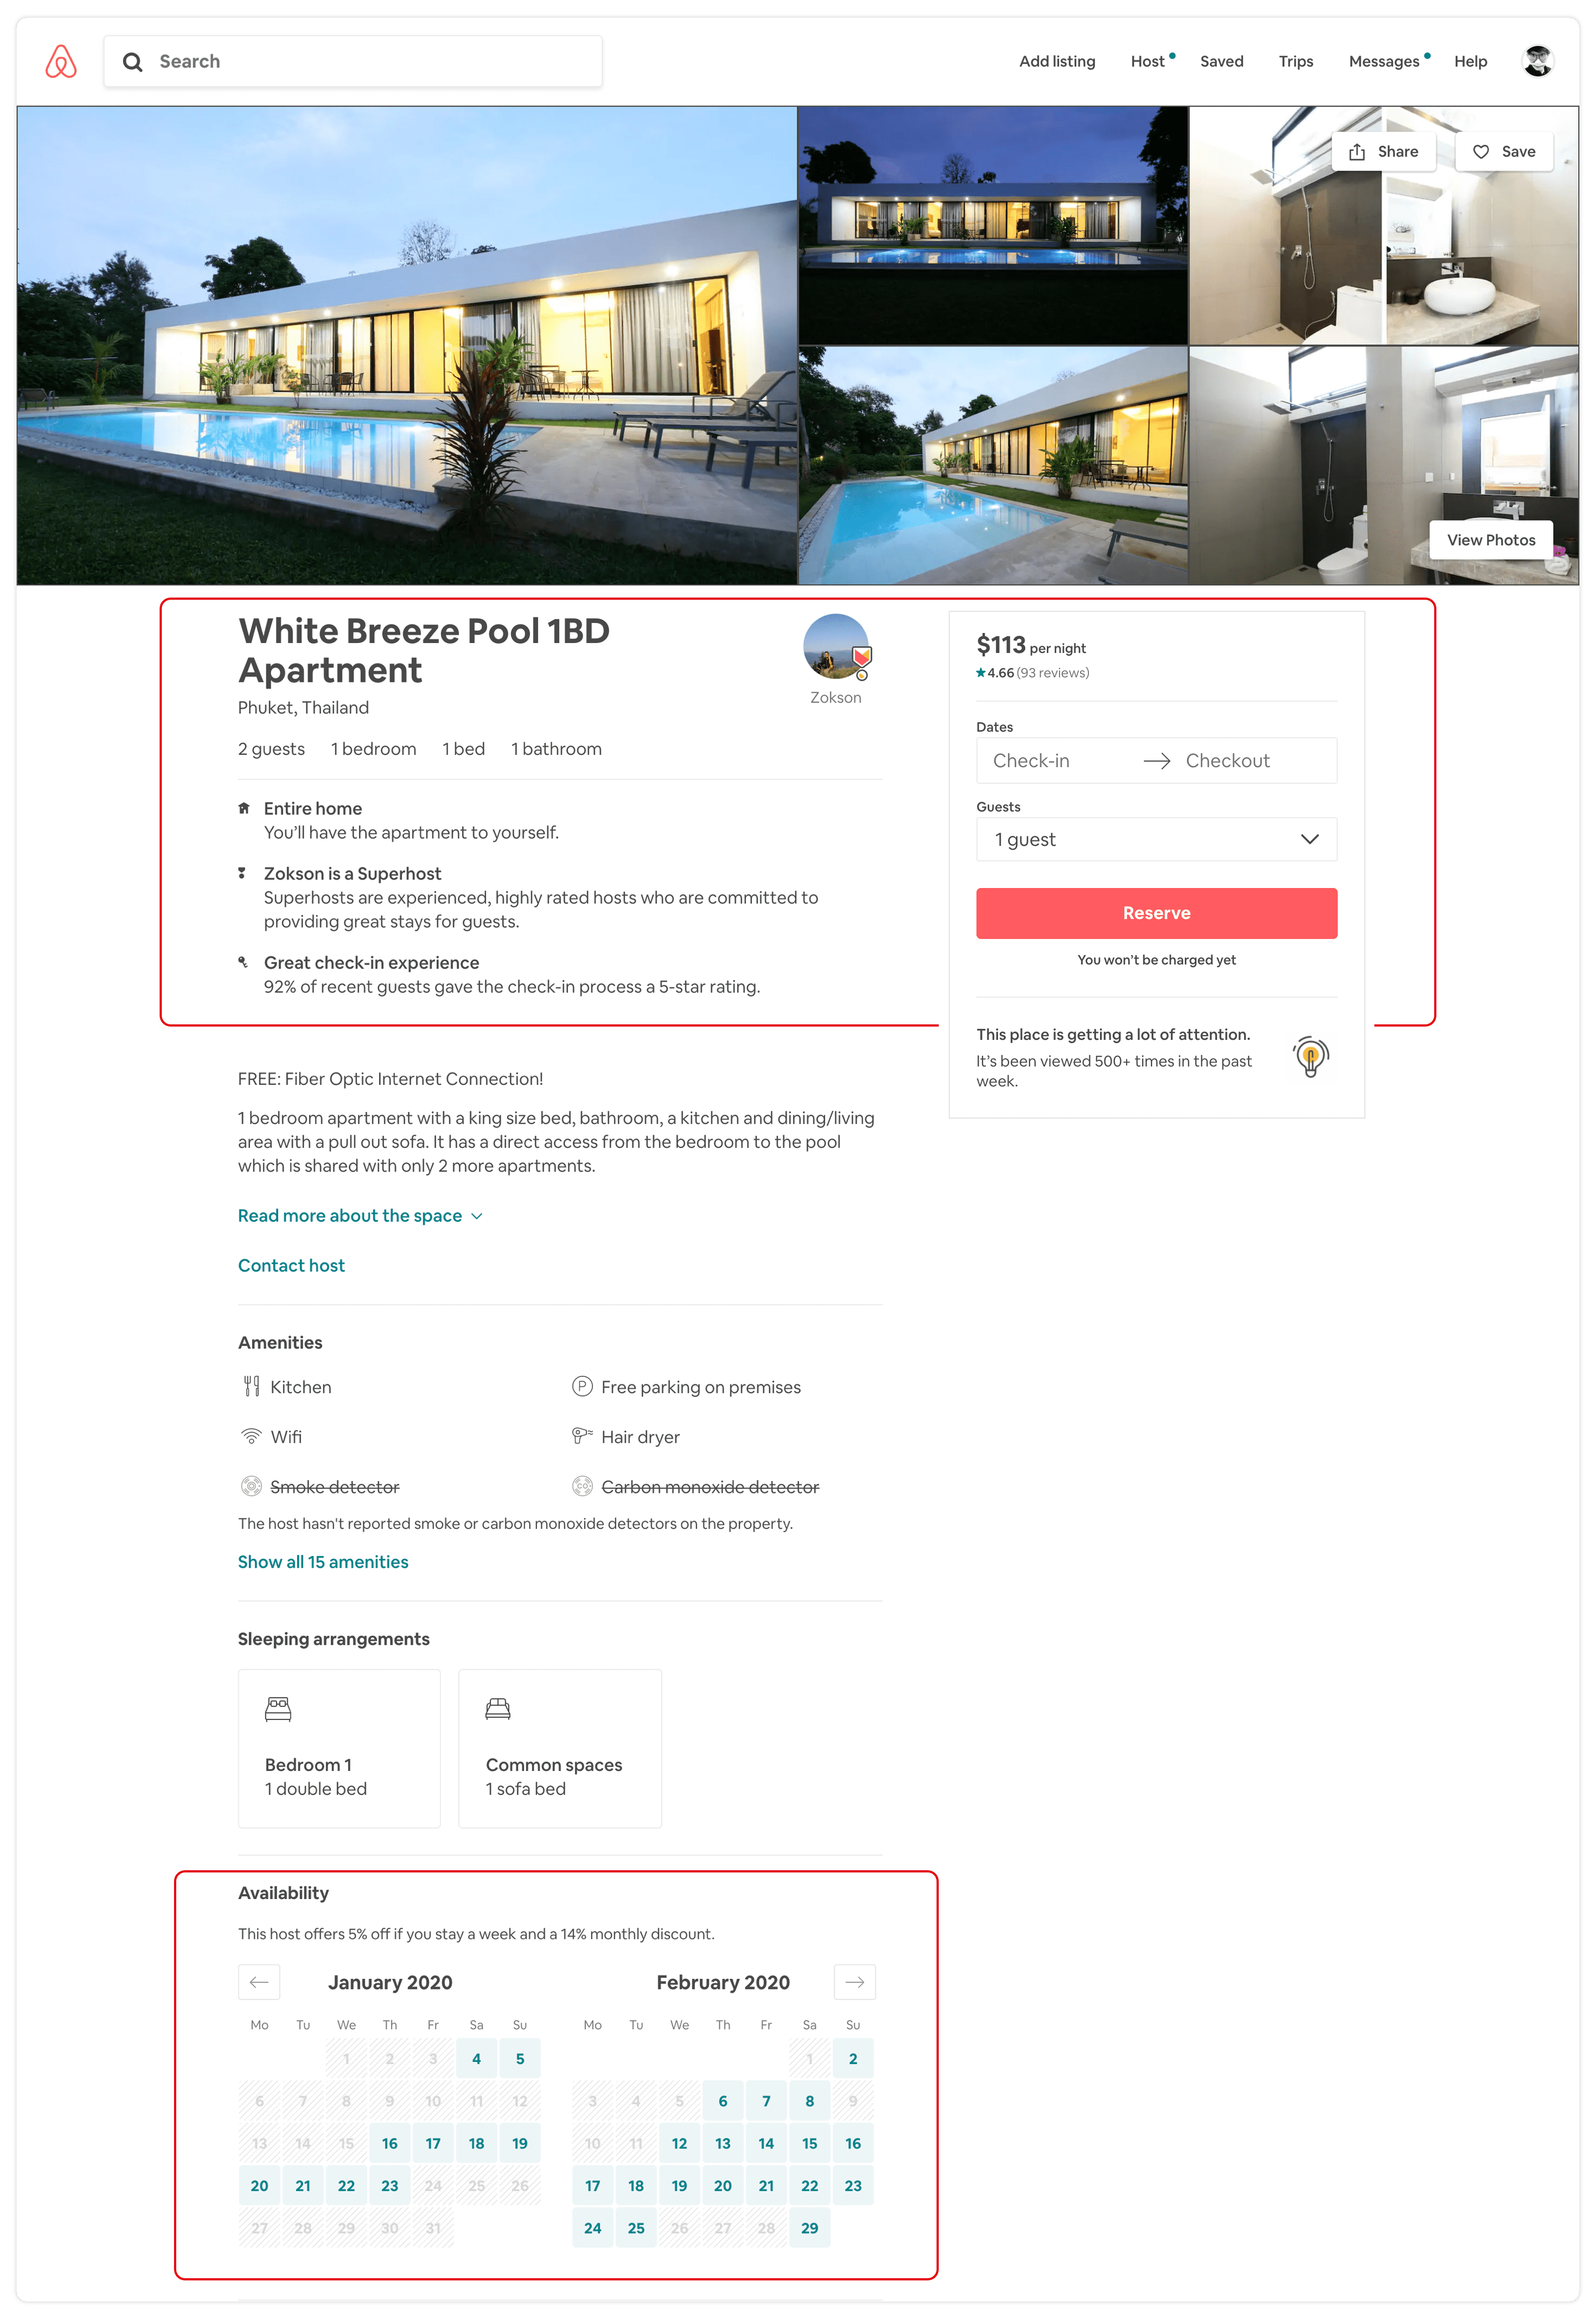 Search
Add listing
Host
Saved
Trips
Messages
Help
Share
Save
View Photos
White Breeze Pool 1BD
Apartment
Zokson
Phuket, Thailand
2 guests 1 bedroom 1 bed 1 bathroom
Entire home
You’ll have the apartment to yourself.
Zokson is a Superhost
Superhosts are experienced, highly rated hosts who are committed to
providing great stays for guests.
Great check-in experience
92% of recent guests gave the check-in process a 5-star rating.
$113 per night
★4.66 (93 reviews)
Dates
Check-in → Checkout
Guests
1 guest
Reserve
You won’t be charged yet
This place is getting a lot of attention.
It’s been viewed 500+ times in the past
week.
FREE: Fiber Optic Internet Connection!
1 bedroom apartment with a king size bed, bathroom, a kitchen and dining/living
area with a pull out sofa. It has a direct access from the bedroom to the pool
which is shared with only 2 more apartments.
Read more about the space
Contact host
Amenities
Kitchen
P Free parking on premises
Wifi
Hair dryer
Smoke detector
CO Carbon monoxide detector
The host hasn't reported smoke or carbon monoxide detectors on the property.
Show all 15 amenities
Sleeping arrangements
Bedroom 1
1 double bed
Common spaces
1 sofa bed
Availability
This host offers 5% off if you stay a week and a 14% monthly discount.
January 2020
Mo Tu We Th Fr Sa Su
1 2 3 4 5
6 7 8 9 10 11 12
13 14 15 16 17 18 19
20 21 22 23 24 25 26
27 28 29 30 31
February 2020
Mo Tu We Th Fr Sa Su
1 2
3 4 5 6 7 8 9
10 11 12 13 14 15 16
17 18 19 20 21 22 23
24 25 26 27 28 29